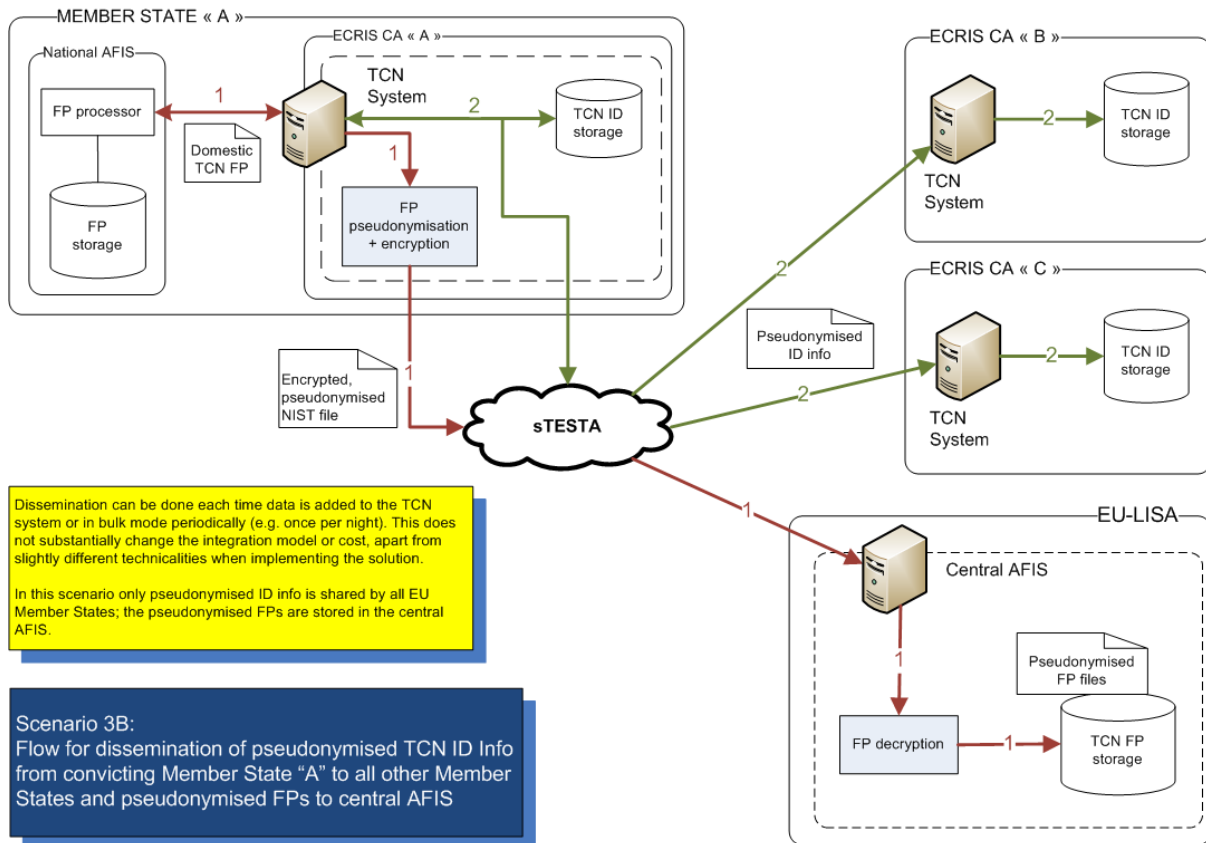 MEMBER STATE « A »
National AFIS
FP processor
FP
storage
1
Domestic
TCN FP
ECRIS CA « A »
TCN
System
2
TCN ID
storage
1
FP
pseudonymisation
+ encryption
2
1
Encrypted,
pseudonymised
NIST file
sTESTA
ECRIS CA « B »
2
TCN ID
storage
TCN
System
2
Pseudonymised
ID info
2
ECRIS CA « C »
2
TCN ID
storage
TCN
System
Dissemination can be done each time data is added to the TCN
system or in bulk mode periodically (e.g. once per night). This does
not substantially change the integration model or cost, apart from
slightly different technicalities when implementing the solution.
In this scenario only pseudonymised ID info is shared by all EU
Member States; the pseudonymised FPs are stored in the central
AFIS.
1
EU-LISA
Central AFIS
1
Pseudonymised
FP files
FP decryption
1
TCN FP
storage
Scenario 3B:
Flow for dissemination of pseudonymised TCN ID Info
from convicting Member State “A” to all other Member
States and pseudonymised FPs to central AFIS